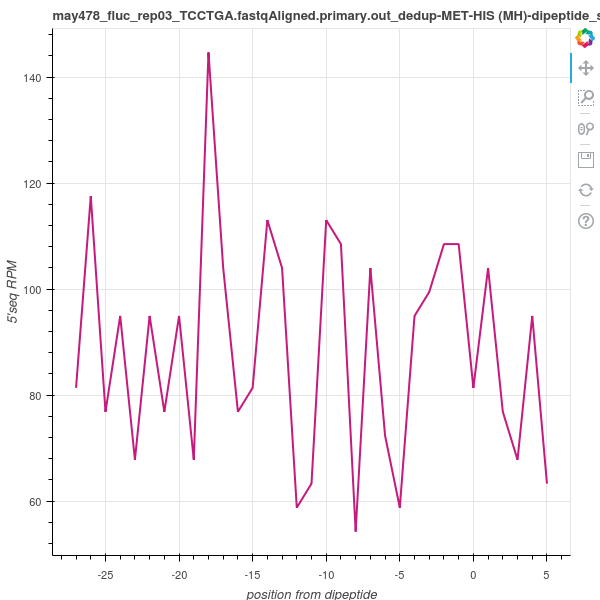 may478_fluc_rep03_TCCTGA.fastqAligned.primary.out_dedup-MET-HIS (MH)-dipeptide_s
140
120
100
80
60
5'seq RPM
-25 -20 -15 -10 -5 0 5
position from dipeptide